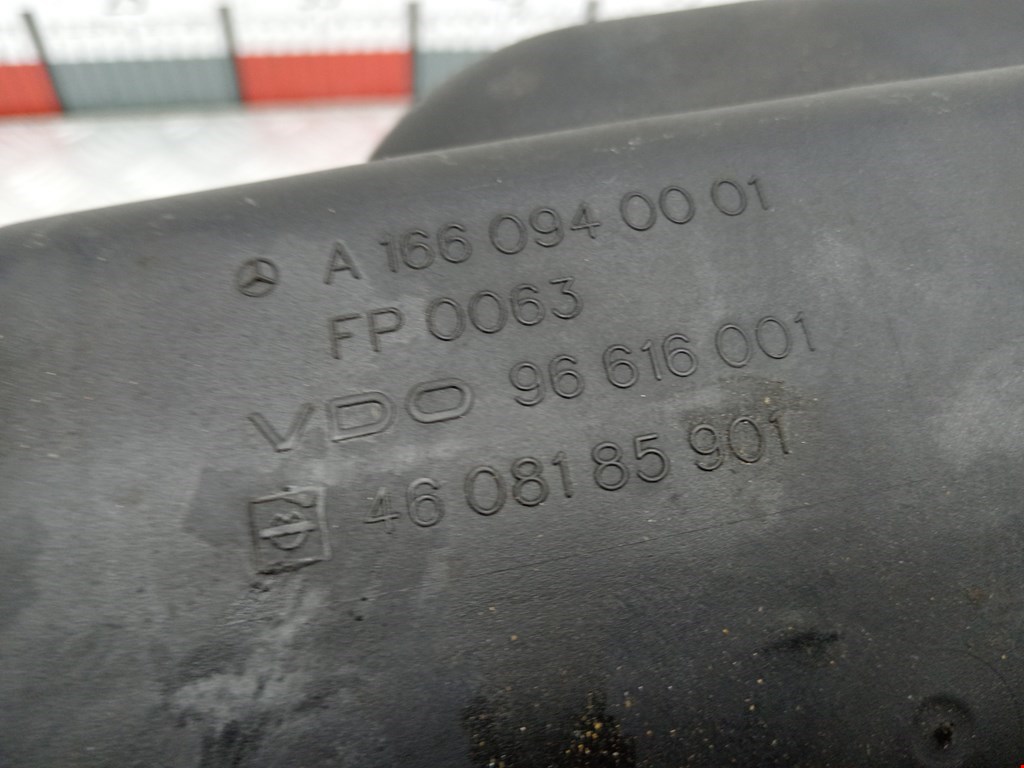 A 166 094 00 01
FP 0063
VDO 96 616 001
46 081 85 901